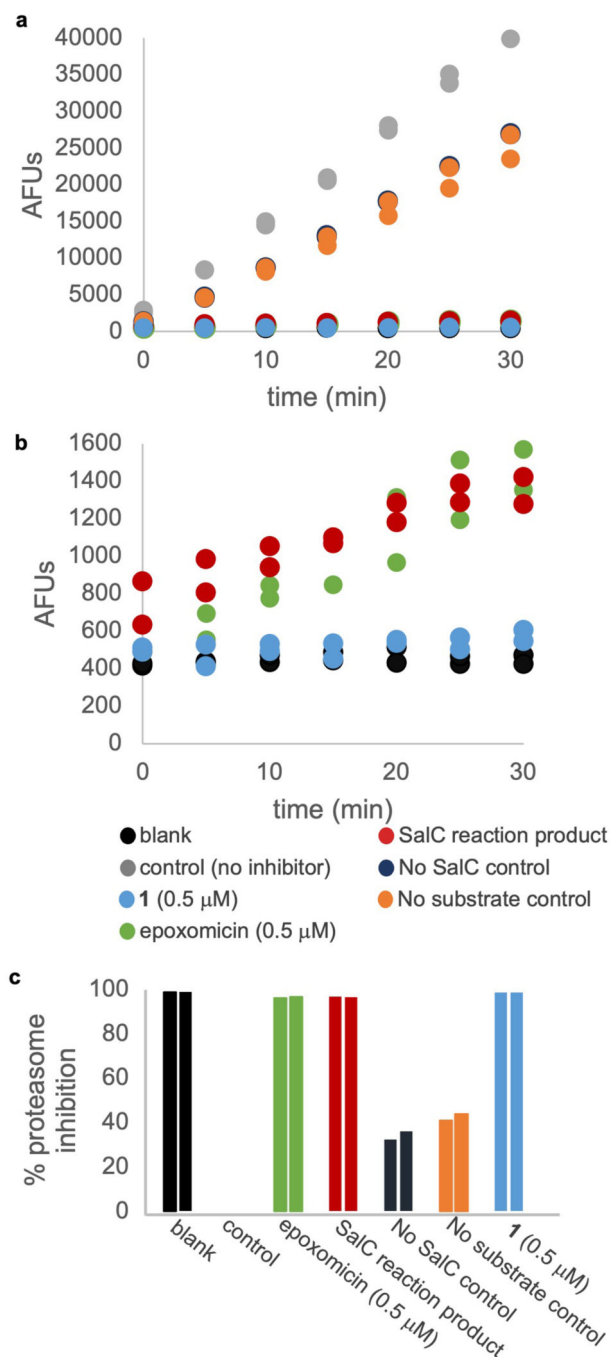 a
40000
35000
30000
25000
20000
15000
10000
5000
0
AFUs
0 10 20 30
time (min)
b
1600
1400
1200
1000
800
600
400
200
0
AFUs
0 10 20 30
time (min)
blank
control (no inhibitor)
1 (0.5 μM)
epoxomicin (0.5 μM)
SalC reaction product
No SalC control
No substrate control
c
100
80
60
40
20
0
% proteasome
inhibition
blank
control
epoxomicin (0.5 μM)
SalC reaction product
No SalC control
No substrate control
1 (0.5 μM)